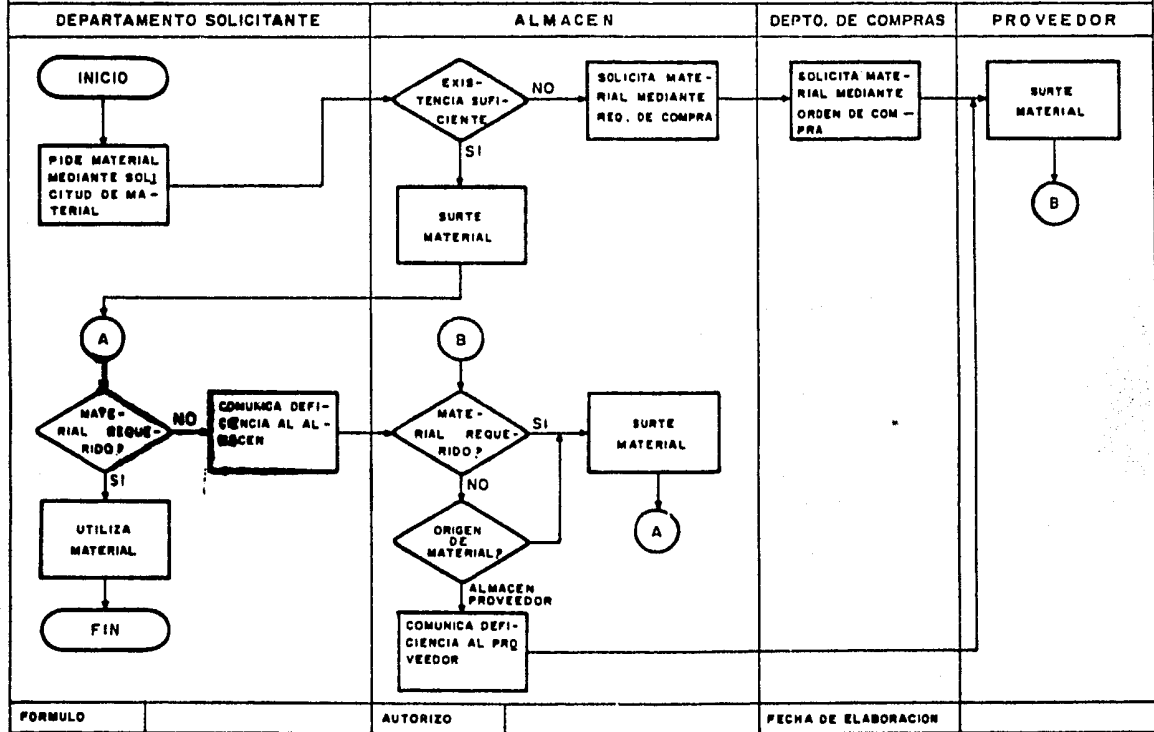 DEPARTAMENTO SOLICITANTE
ALMACEN
DEPTO. DE COMPRAS
PROVEEDOR
INICIO
PIDE MATERIAL
MEDIANTE SOLI
CITUD DE MA-
TERIAL
EXIS-
TENCIA SUFI-
CIENTE
NO
SI
SOLICITA MATE-
RIAL MEDIANTE
REQ. DE COMPRA
SOLICITA MATE-
RIAL MEDIANTE
ORDEN DE COM-
PRA
SURTE
MATERIAL
B
SURTE
MATERIAL
A
MATE-
RIAL REQUE-
RIDO?
NO
SI
COMUNICA DEFI-
CIENCIA AL AL-
MACEN
UTILIZA
MATERIAL
FIN
B
MATE-
RIAL REQUE-
RIDO?
SI
NO
SURTE
MATERIAL
A
ORIGEN
DE
MATERIAL?
ALMACEN
PROVEEDOR
COMUNICA DEFI-
CIENCIA AL PRO
VEEDOR
FORMULO
AUTORIZO
FECHA DE ELABORACION